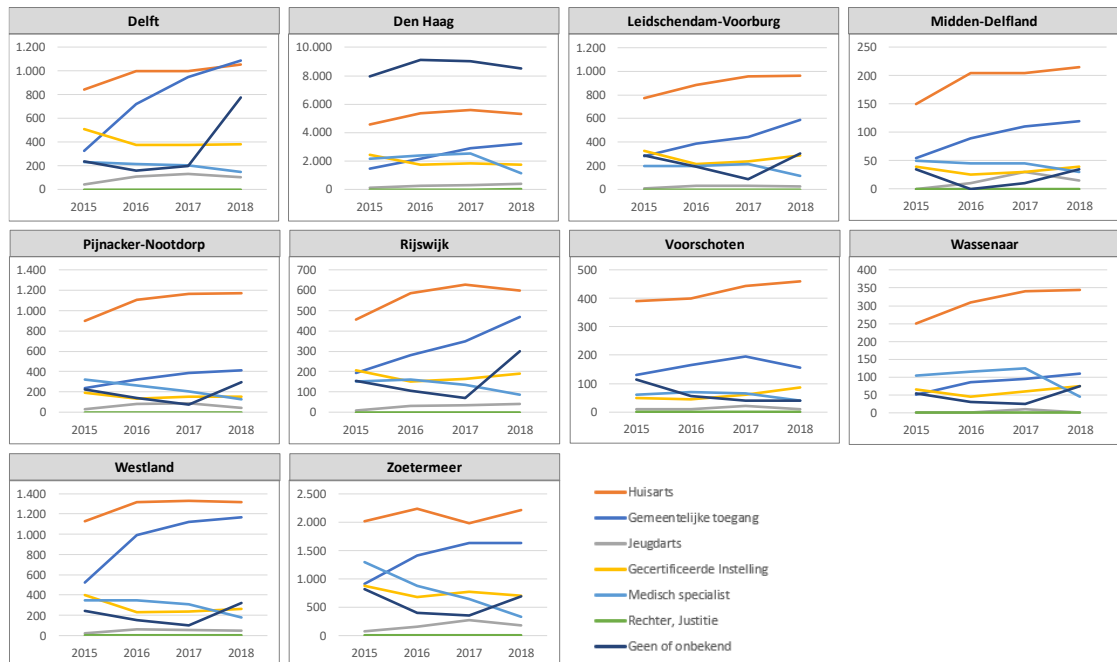 Delft
1.200
1.000
800
600
400
200
0
2015 2016 2017 2018
Den Haag
10.000
8.000
6.000
4.000
2.000
0
2015 2016 2017 2018
Leidschendam-Voorburg
1.200
1.000
800
600
400
200
0
2015 2016 2017 2018
Midden-Delfland
250
200
150
100
50
0
2015 2016 2017 2018
Pijnacker-Nootdorp
1.400
1.200
1.000
800
600
400
200
0
2015 2016 2017 2018
Rijswijk
700
600
500
400
300
200
100
0
2015 2016 2017 2018
Voorschoten
500
400
300
200
100
0
2015 2016 2017 2018
Wassenaar
400
350
300
250
200
150
100
50
0
2015 2016 2017 2018
Westland
1.400
1.200
1.000
800
600
400
200
0
2015 2016 2017 2018
Zoetermeer
2.500
2.000
1.500
1.000
500
0
2015 2016 2017 2018
Huisarts
Gemeentelijke toegang
Jeugdarts
Gecertificeerde Instelling
Medisch specialist
Rechter, Justitie
Geen of onbekend